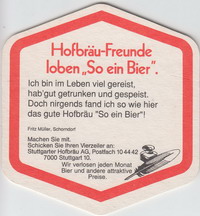 Hofbräu-Freunde
loben „So ein Bier".
Ich bin im Leben viel gereist,
hab'gut getrunken und gespeist.
Doch nirgends fand ich so wie hier
das gute Hofbräu "So ein Bier"!
Fritz Müller, Schorndorf
Machen Sie mit.
Schicken Sie Ihren Vierzeiler an:
Stuttgarter Hofbräu AG, Postfach 10 44 42
7000 Stuttgart 10.
Wir verlosen jeden Monat
Bier und andere attraktive
Preise.